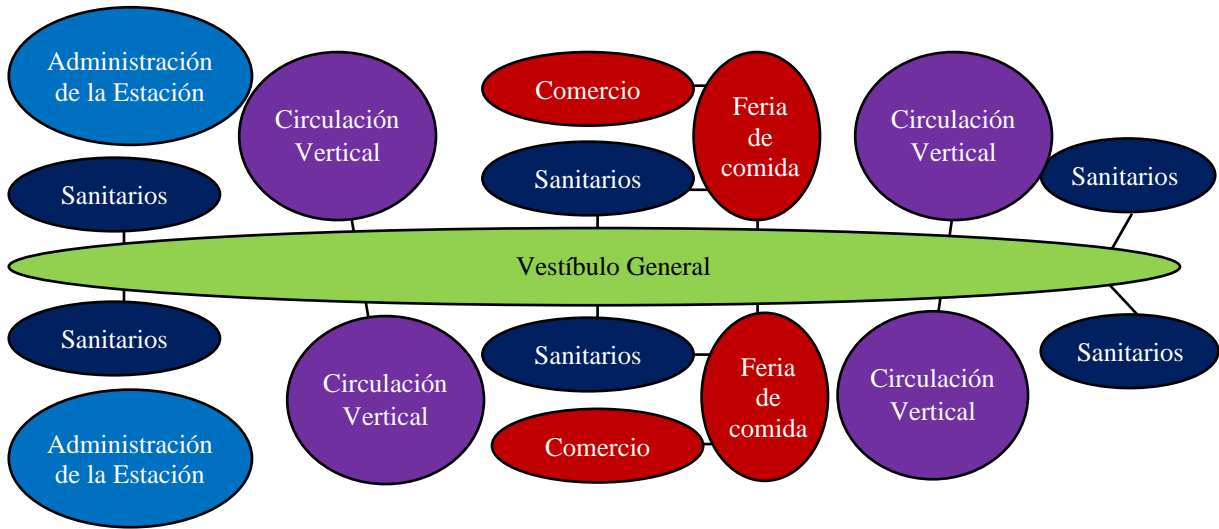 Administración
de la Estación
Circulación
Vertical
Comercio
Feria
de
comida
Circulación
Vertical
Sanitarios
Sanitarios
Sanitarios
Vestíbulo General
Sanitarios
Circulación
Vertical
Sanitarios
Feria
de
comida
Circulación
Vertical
Sanitarios
Administración
de la Estación
Comercio